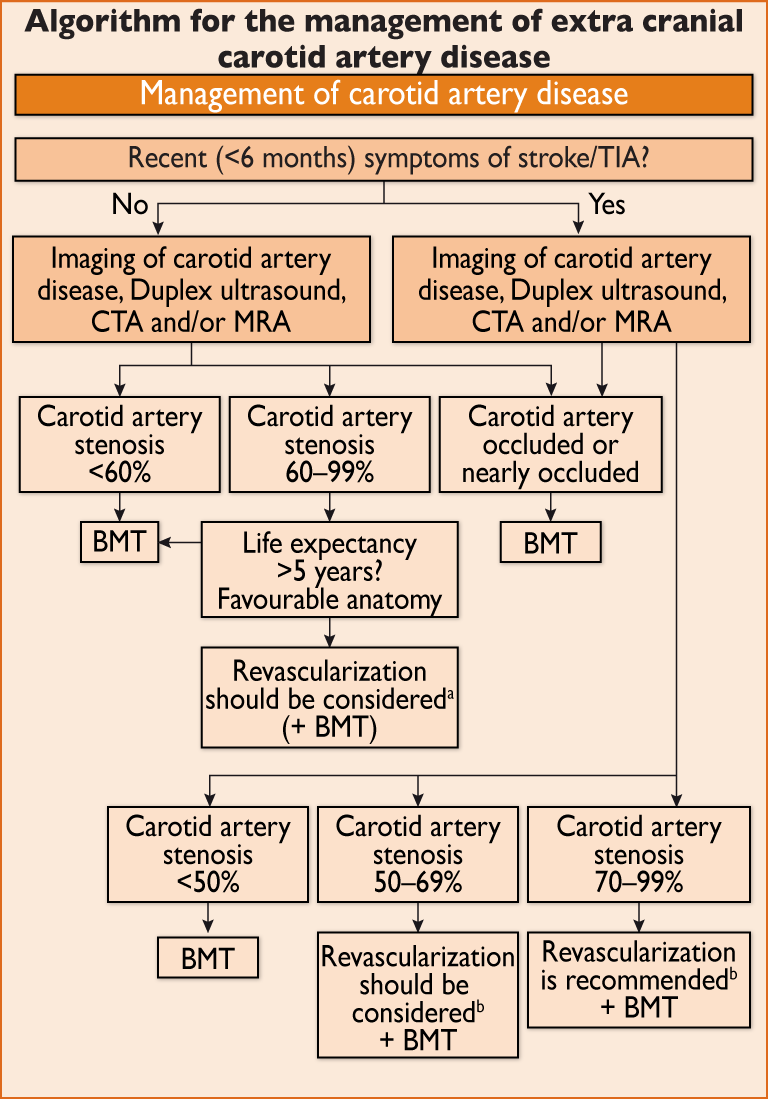 Algorithm for the management of extra cranial
carotid artery disease
Management of carotid artery disease
Recent (<6 months) symptoms of stroke/TIA?
No
Yes
Imaging of carotid artery
disease, Duplex ultrasound,
CTA and/or MRA
Imaging of carotid artery
disease, Duplex ultrasound,
CTA and/or MRA
Carotid artery
stenosis
<60%
Carotid artery
stenosis
60–99%
Carotid artery
occluded or
nearly occluded
BMT
Life expectancy
>5 years?
Favourable anatomy
BMT
Revascularization
should be considereda
(+ BMT)
Carotid artery
stenosis
<50%
Carotid artery
stenosis
50–69%
Carotid artery
stenosis
70–99%
BMT
Revascularization
should be
consideredb
+ BMT
Revascularization
is recommendedb
+ BMT